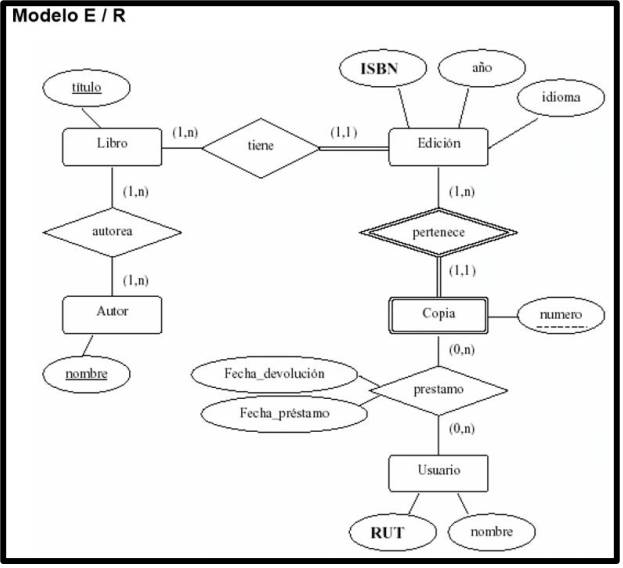 Modelo E / R
título
ISBN
año
idioma
Libro
(1,n)
tiene
(1,1)
Edición
(1,n)
(1,n)
autorea
pertenece
(1,n)
(1,1)
Autor
Copia
numero
nombre
(0,n)
Fecha_devolución
prestamo
Fecha_préstamo
(0,n)
Usuario
RUT
nombre